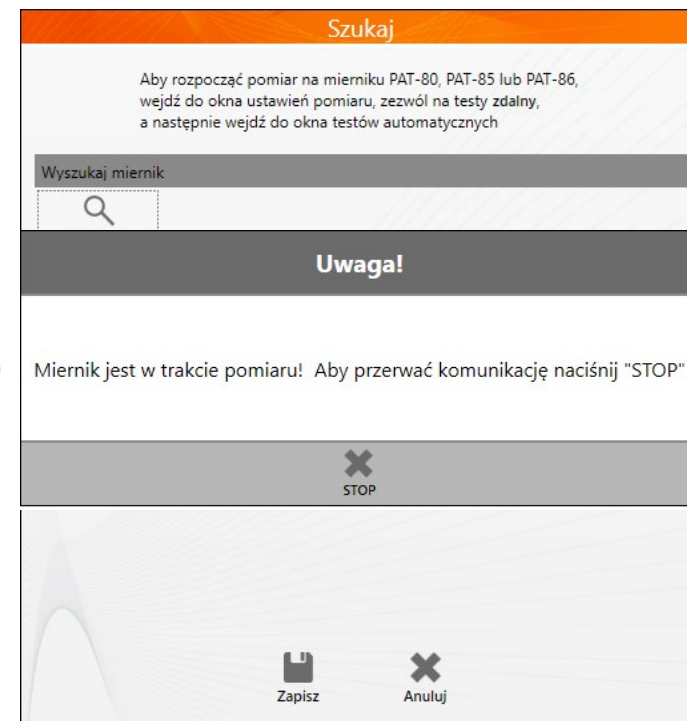 Szukaj
Aby rozpocząć pomiar na mierniku PAT-80, PAT-85 lub PAT-86,
wejdź do okna ustawień pomiaru, zezwól na testy zdalny,
a następnie wejdź do okna testów automatycznych
Wyszukaj miernik
Uwaga!
Miernik jest w trakcie pomiaru! Aby przerwać komunikację naciśnij "STOP"
STOP
Zapisz Anuluj